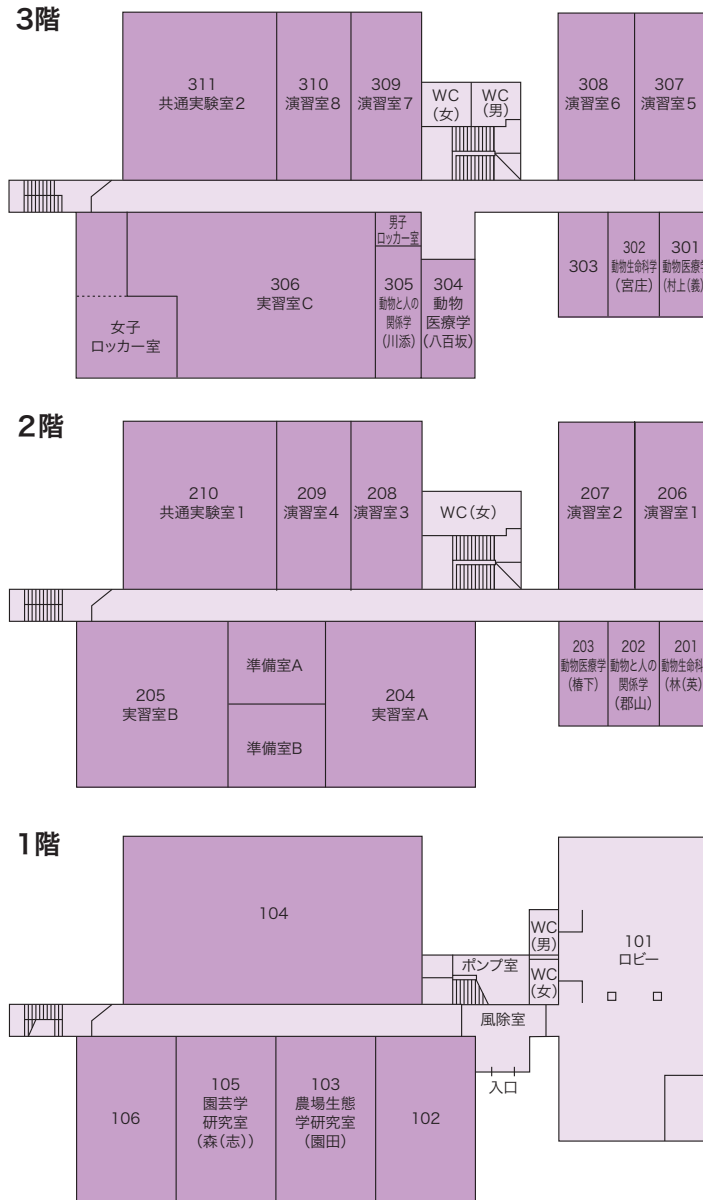 3階
311
共通実験室2
310
演習室8
309
演習室7
WC
(女)
WC
(男)
308
演習室6
307
演習室5
男子
ロッカー室
306
実習室C
女子
ロッカー室
305
動物と人の
関係学
(川添)
304
動物
医療学
(八百坂)
303
302
動物生命科学
(宮庄)
301
動物医療学
(村上(義)
2階
210
共通実験室1
209
演習室4
208
演習室3
WC(女)
207
演習室2
206
演習室1
205
実習室B
準備室A
準備室B
204
実習室A
203
動物医療学
(椿下)
202
動物と人の
関係学
(郡山)
201
動物生命科
(林(英)
1階
104
WC
(男)
WC
(女)
ポンプ室
101
ロビー
風除室
入口
106
105
園芸学
研究室
(森(志))
103
農場生態
学研究室
(園田)
102